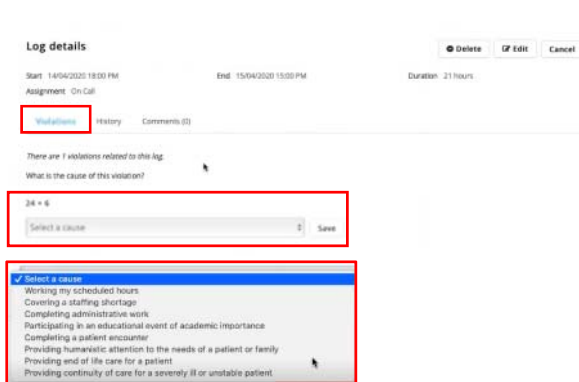 Log details
Delete Edit Cancel
Start 14/04/2020 18:00 PM End 15/04/2020 15:00 PM Duration 21 hours
Assignment On Call
Violations History Comments (0)
There are 1 violations related to this log.
What is the cause of this violation?
24 + 6
Select a cause Save
✓ Select a cause
Working my scheduled hours
Covering a staffing shortage
Completing administrative work
Participating in an educational event of academic importance
Completing a patient encounter
Providing humanistic attention to the needs of a patient or family
Providing end of life care for a patient
Providing continuity of care for a severely ill or unstable patient